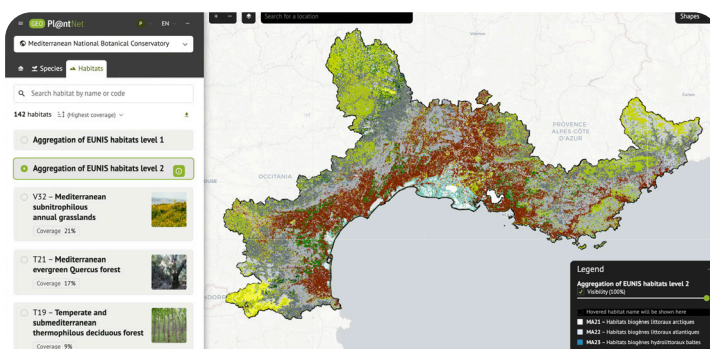 GEO Pl@ntNet
P
EN
Mediterranean National Botanical Conservatory
Species
Habitats
Search habitat by name or code
142 habitats (Highest coverage)
Aggregation of EUNIS habitats level 1
Aggregation of EUNIS habitats level 2
V32 – Mediterranean
subnitrophilous
annual grasslands
Coverage 21%
T21 – Mediterranean
evergreen Quercus forest
Coverage 17%
T19 – Temperate and
submediterranean
thermophilous deciduous forest
Coverage 9%
+ −
Search for a location
Shapes
PROVENCE-
ALPES-CÔTE
D'AZUR
OCCITANIA
Legend
Aggregation of EUNIS habitats level 2
Visibility (100%)
Hovered habitat name will be shown here
MA21 – Habitats biogènes littoraux arctiques
MA22 – Habitats biogènes littoraux atlantiques
MA23 – Habitats biogènes hydrolittoraux baltes